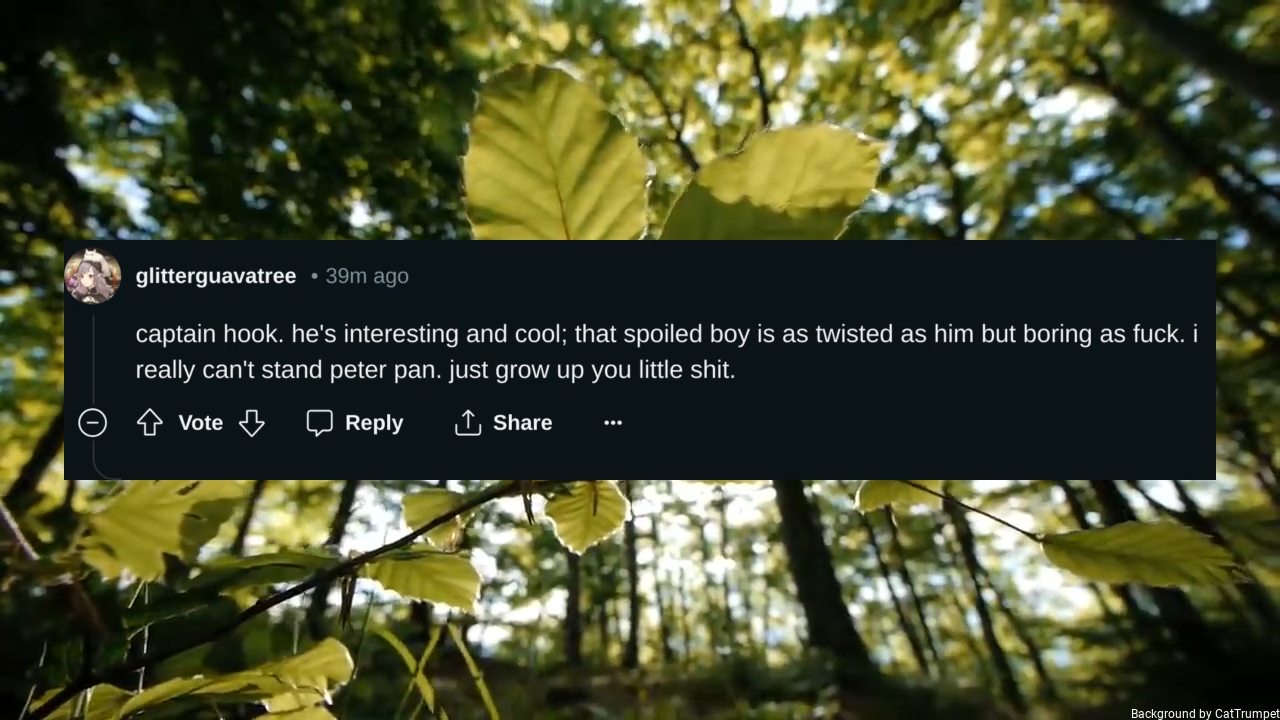 glitterguavatree • 39m ago
captain hook. he's interesting and cool; that spoiled boy is as twisted as him but boring as fuck. i
really can't stand peter pan. just grow up you little shit.
Vote Reply Share ...
Background by CatTrumpet